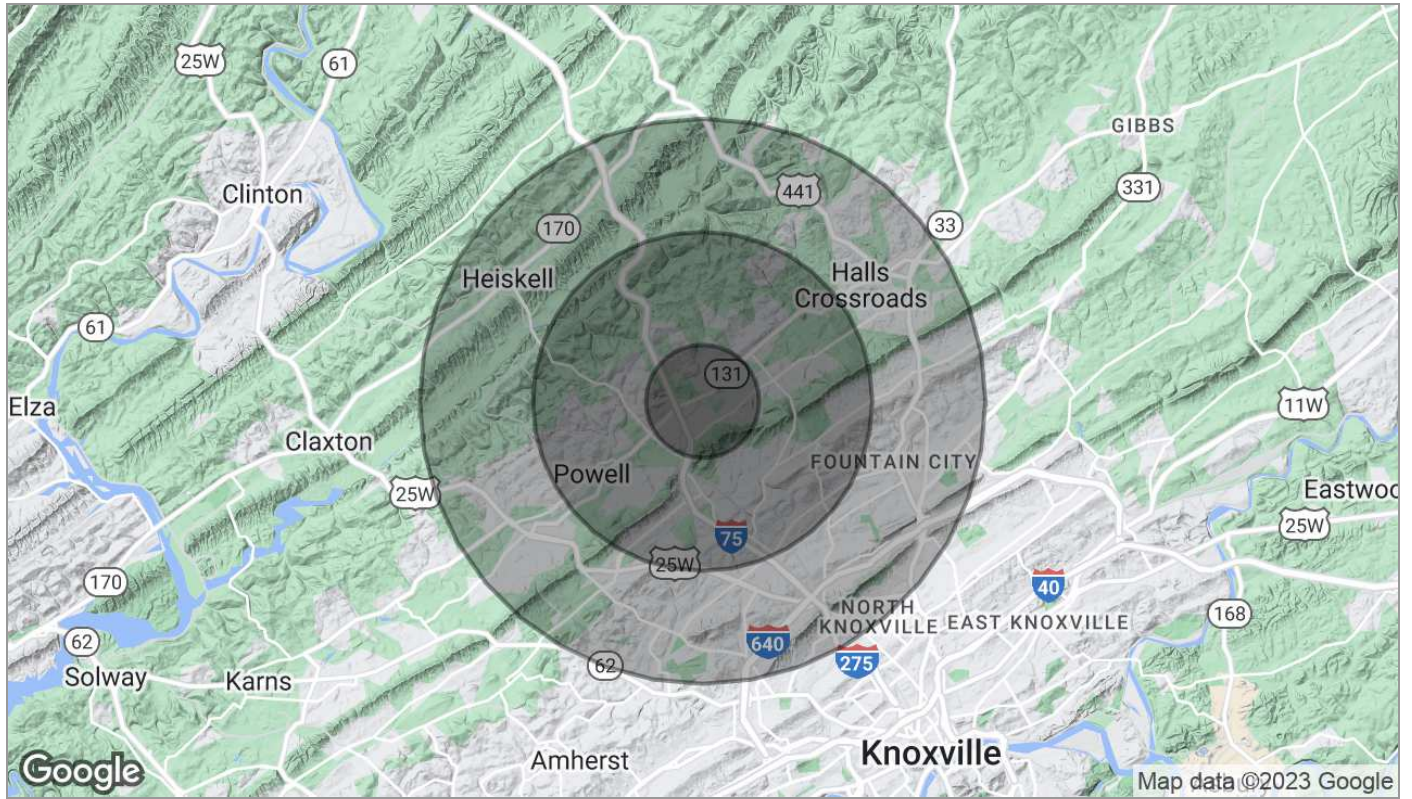 25W
61
GIBBS
Clinton
441
331
170
33
Heiskell
Halls
Crossroads
61
131
Elza
11W
Claxton
FOUNTAIN CITY
Powell
25W
Eastwoo
25W
75
25W
170
40
NORTH
KNOXVILLE
EAST KNOXVILLE
168
62
640
275
62
Solway
Karns
Knoxville
Amherst
Google
Map data ©2023 Google